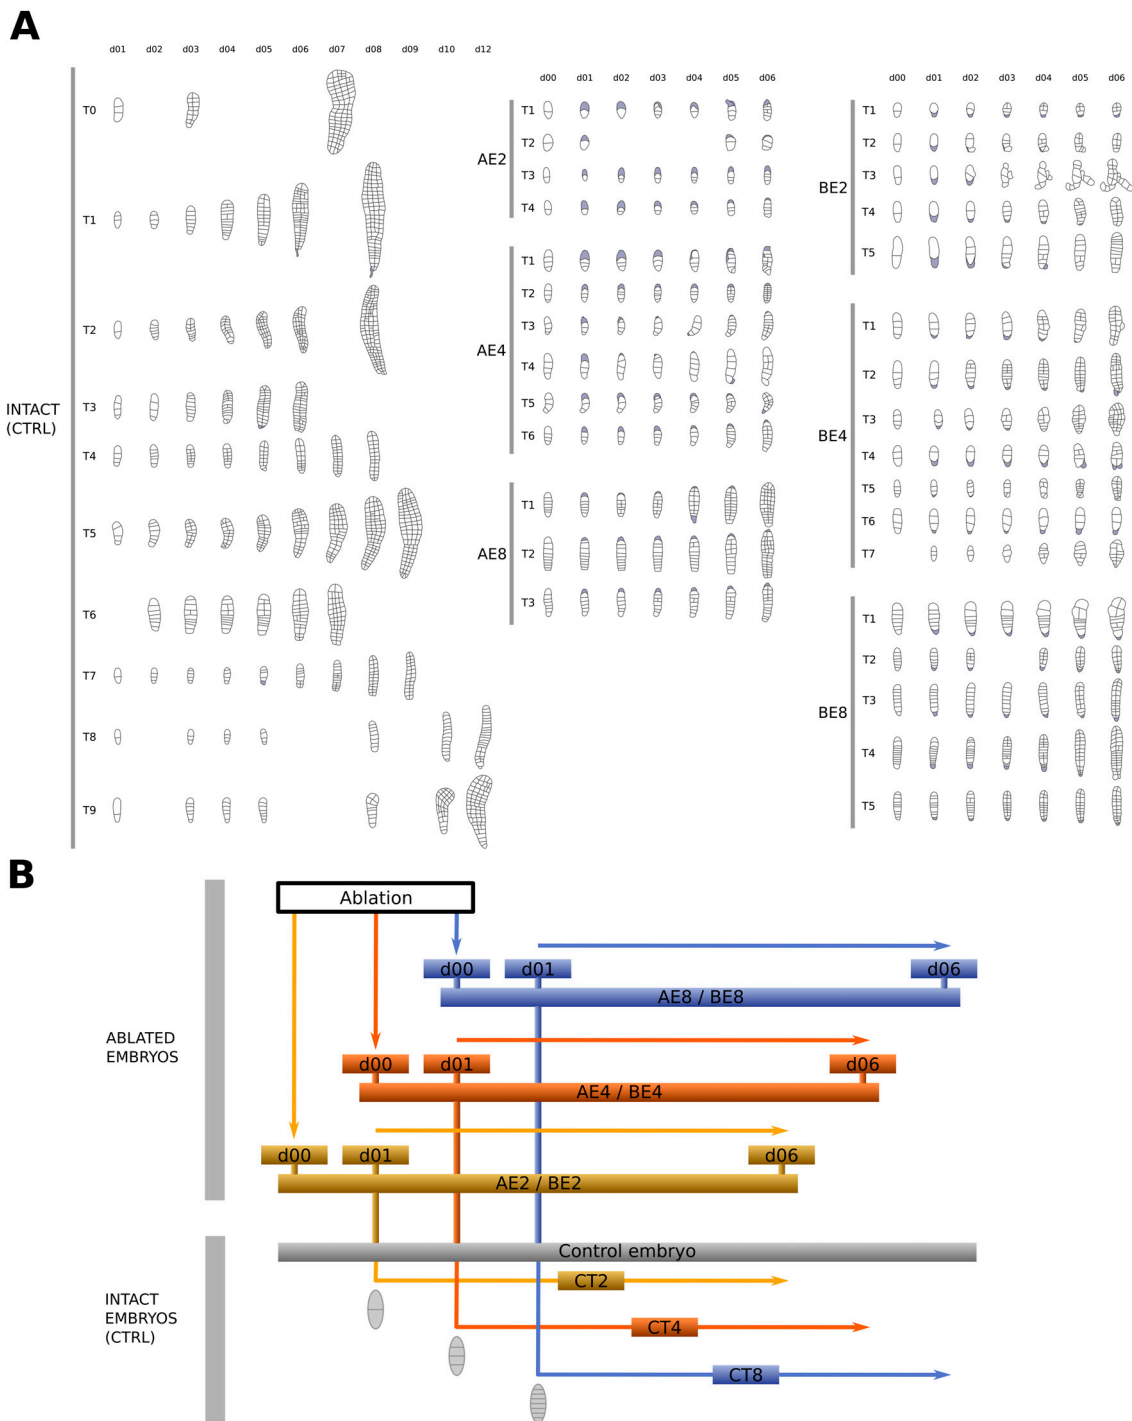 A
d01 d02 d03 d04 d05 d06 d07 d08 d09 d10 d12
INTACT
(CTRL)
T0
T1
T2
T3
T4
T5
T6
T7
T8
T9
d00 d01 d02 d03 d04 d05 d06
AE2
T1
T2
T3
T4
AE4
T1
T2
T3
T4
T5
T6
AE8
T1
T2
T3
d00 d01 d02 d03 d04 d05 d06
BE2
T1
T2
T3
T4
T5
BE4
T1
T2
T3
T4
T5
T6
T7
BE8
T1
T2
T3
T4
T5
B
Ablation
ABLATED
EMBRYOS
d00 d01 d06
AE8 / BE8
d00 d01 d06
AE4 / BE4
d00 d01 d06
AE2 / BE2
INTACT
EMBRYOS
(CTRL)
Control embryo
CT2
CT4
CT8